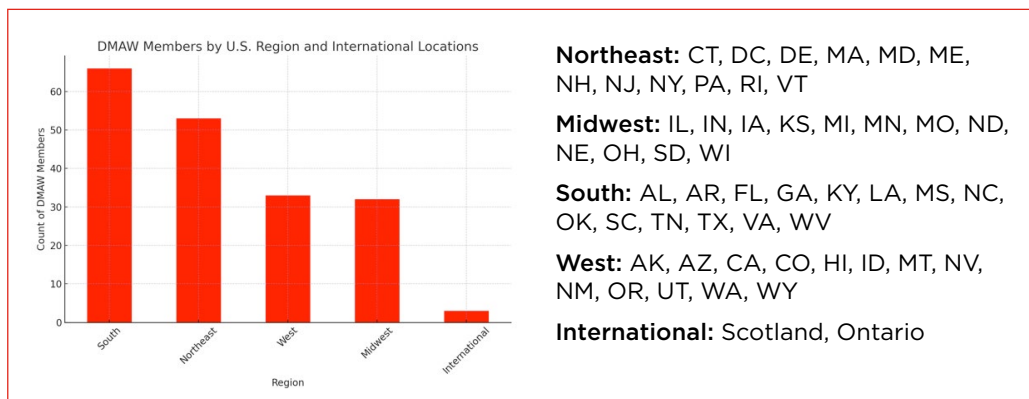 DMAW Members by U.S. Region and International Locations
Count of DMAW Members
60
50
40
30
20
10
0
South
Northeast
West
Midwest
International
Region
Northeast: CT, DC, DE, MA, MD, ME,
NH, NJ, NY, PA, RI, VT
Midwest: IL, IN, IA, KS, MI, MN, MO, ND,
NE, OH, SD, WI
South: AL, AR, FL, GA, KY, LA, MS, NC,
OK, SC, TN, TX, VA, WV
West: AK, AZ, CA, CO, HI, ID, MT, NV,
NM, OR, UT, WA, WY
International: Scotland, Ontario